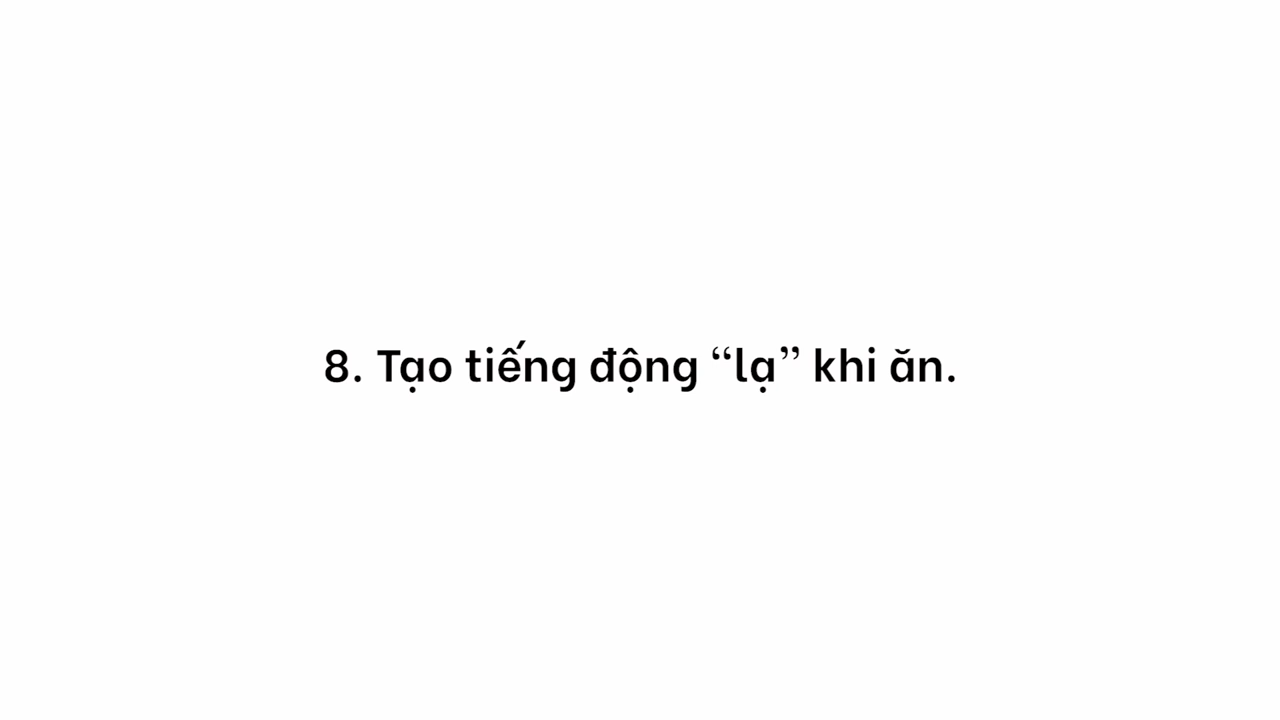 8. Tạo tiếng động “lạ” khi ăn.